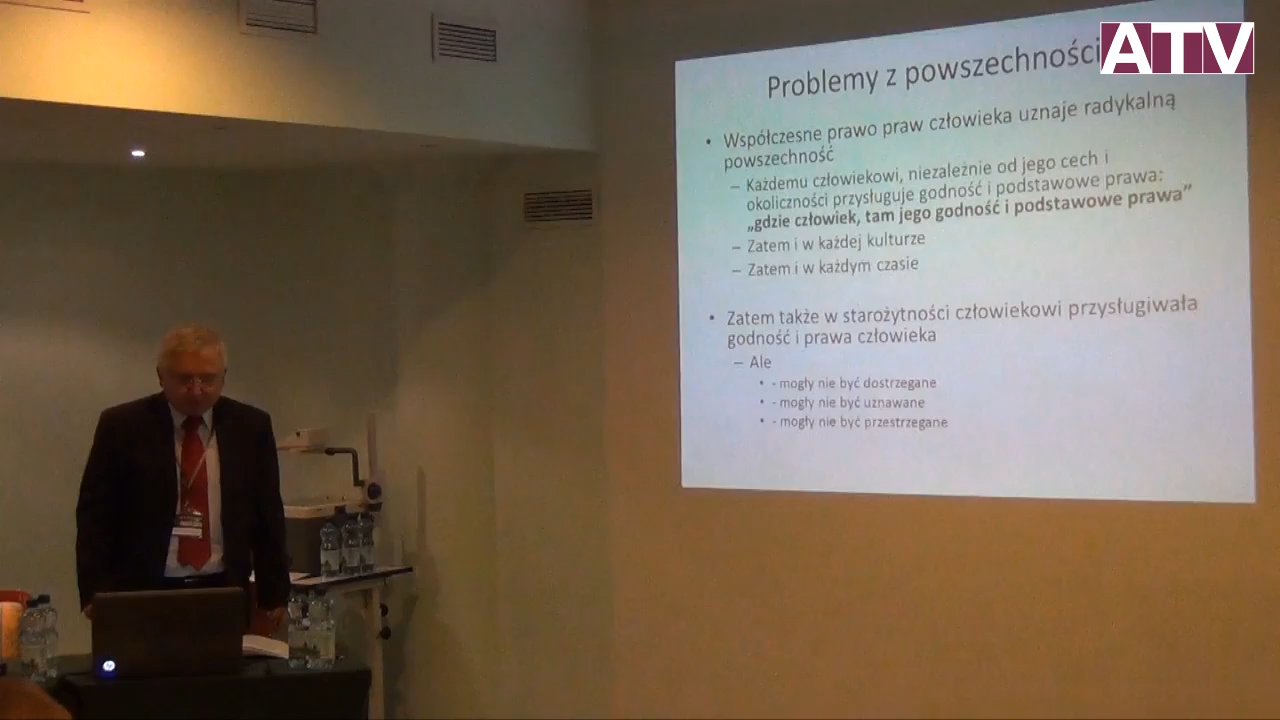 ATV
Problemy z powszechności
• Współczesne prawo praw człowieka uznaje radykalną
powszechność
– Każdemu człowiekowi, niezależnie od jego cech i
okoliczności przysługuje godność i podstawowe prawa:
„gdzie człowiek, tam jego godność i podstawowe prawa”
– Zatem i w każdej kulturze
– Zatem i w każdym czasie
• Zatem także w starożytności człowiekowi przysługiwała
godność i prawa człowieka
– Ale
• - mogły nie być dostrzegane
• - mogły nie być uznawane
• - mogły nie być przestrzegane
hp